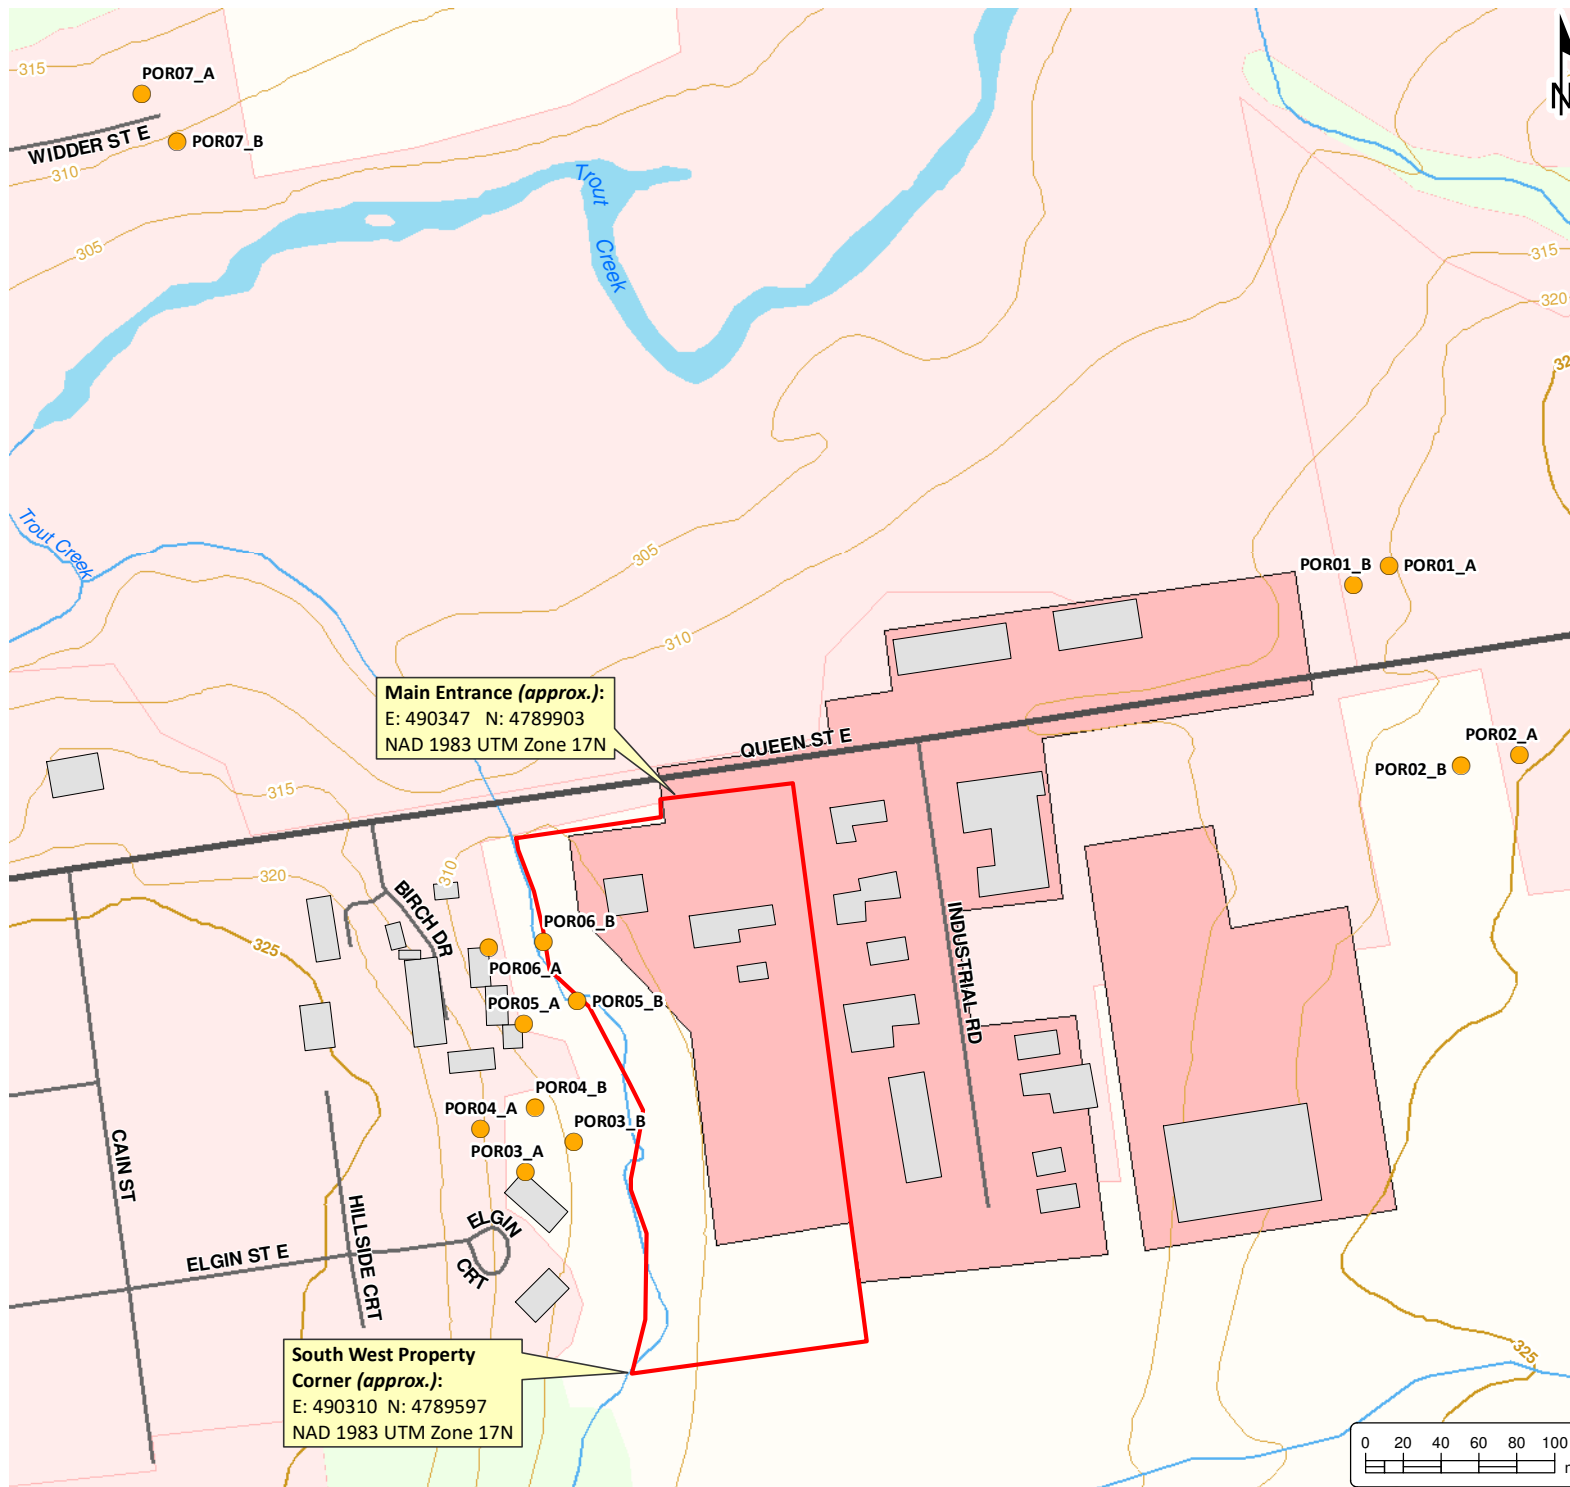 315
POR07_A
N
WIDDER ST E
POR07_B
310
Trout
Creek
305
315
320
Trout Creek
305
310
POR01_B
POR01_A
Main Entrance (approx.):
E: 490347 N: 4789903
NAD 1983 UTM Zone 17N
QUEEN ST E
POR02_A
POR02_B
315
320
310
BIRCH DR
325
POR06_B
POR06_A
POR05_A
POR05_B
INDUSTRIAL RD
POR04_B
POR04_A
POR03_B
POR03_A
CAIN ST
HILLSIDE CRT
ELGIN
CRT
ELGIN ST E
South West Property
Corner (approx.):
E: 490310 N: 4789597
NAD 1983 UTM Zone 17N
325
0 20 40 60 80 100